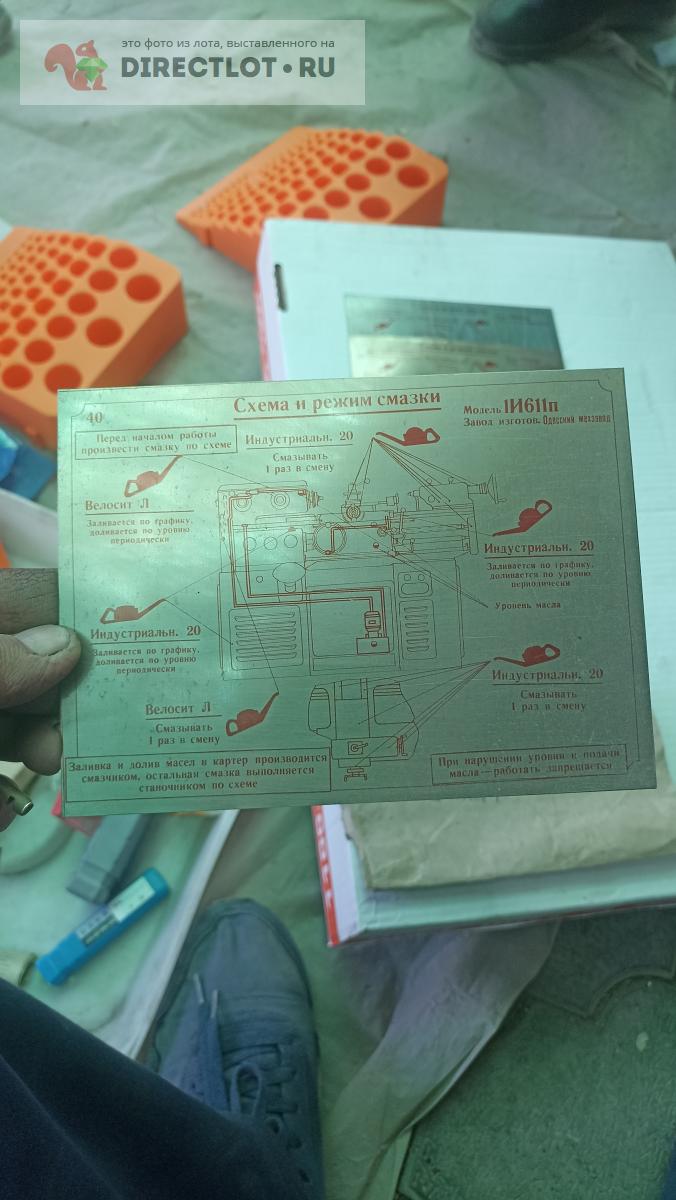 это фото из лота, выставленного на
DIRECTLOT.RU
40
Схема и режим смазки
Модель 1И611п
Завод изготов. Одесский мехзавод
Перед началом работы
произвести смазку по схеме
Индустриальн. 20
Смазывать
1 раз в смену
Велосит Л
Заливается по графику,
доливается по уровню
периодически
Индустриальн. 20
Заливается по графику,
доливается по уровню
периодически
Уровень масла
Индустриальн. 20
Заливается по графику,
доливается по уровню
периодически
Индустриальн. 20
Смазывать
1 раз в смену
Велосит Л
Смазывать
1 раз в смену
Заливка и долив масел в картер производится
смазчиком, остальная смазка выполняется
станочником по схеме
При нарушении уровня и подачи
масла — работать запрещается